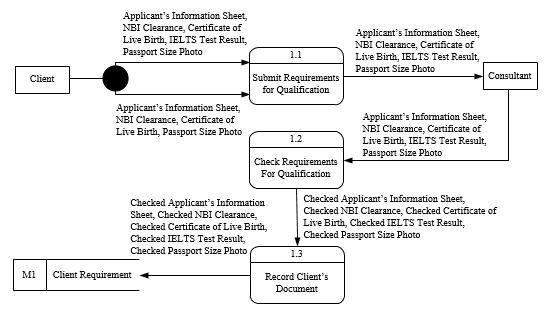 Applicant's Information Sheet,
NBI Clearance, Certificate of
Live Birth, IELTS Test Result,
Passport Size Photo
Client
Applicant's Information Sheet,
NBI Clearance, Certificate of
Live Birth, Passport Size Photo
1.1
Submit Requirements
for Qualification
Applicant's Information Sheet,
NBI Clearance, Certificate of
Live Birth, IELTS Test Result,
Passport Size Photo
Consultant
Applicant's Information Sheet,
NBI Clearance, Certificate of
Live Birth, IELTS Test Result,
Passport Size Photo
1.2
Check Requirements
For Qualification
Checked Applicant's Information Sheet,
Checked NBI Clearance, Checked Certificate of
Live Birth, Checked IELTS Test Result,
Checked Passport Size Photo
Checked Applicant's Information
Sheet, Checked NBI Clearance,
Checked Certificate of Live Birth,
Checked IELTS Test Result,
Checked Passport Size Photo
1.3
Record Client's
Document
M1 Client Requirement